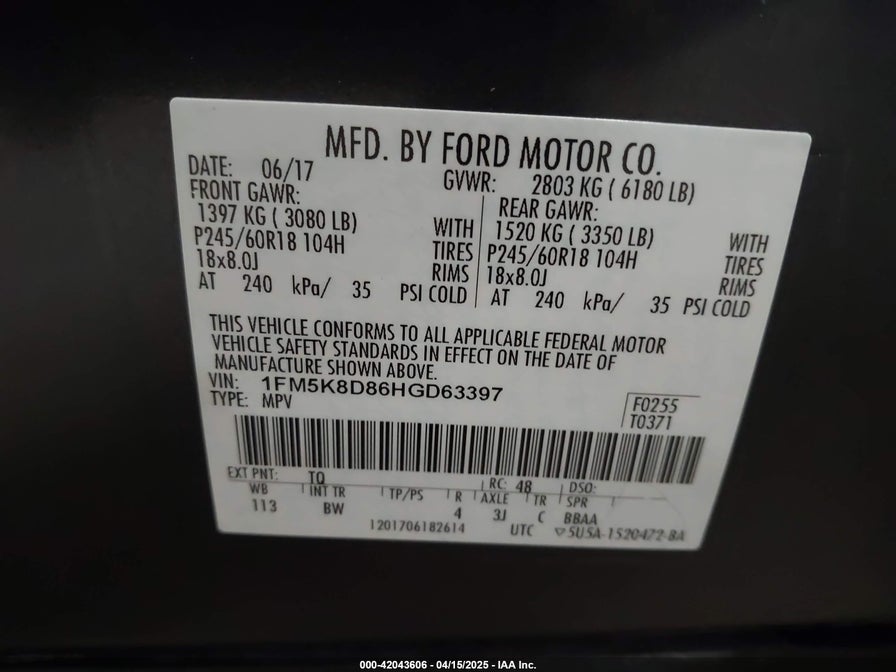 MFD. BY FORD MOTOR CO.
DATE: 06/17 GVWR: 2803 KG ( 6180 LB)
FRONT GAWR: REAR GAWR:
1397 KG ( 3080 LB) WITH 1520 KG ( 3350 LB) WITH
P245/60R18 104H TIRES P245/60R18 104H TIRES
18x8.0J RIMS 18x8.0J RIMS
AT 240 kPa/ 35 PSI COLD AT 240 kPa/ 35 PSI COLD
THIS VEHICLE CONFORMS TO ALL APPLICABLE FEDERAL MOTOR
VEHICLE SAFETY STANDARDS IN EFFECT ON THE DATE OF
MANUFACTURE SHOWN ABOVE.
VIN: 1FM5K8D86HGD63397
TYPE: MPV
F0255
T0371
EXT PNT: TQ RC: 48 DSO:
WB INT TR TP/PS R AXLE TR SPR
113 BW 4 3J C BBAA
1201706182614 UTC ▽5U5A-1520472-BA
000-42043606 - 04/15/2025 - IAA Inc.